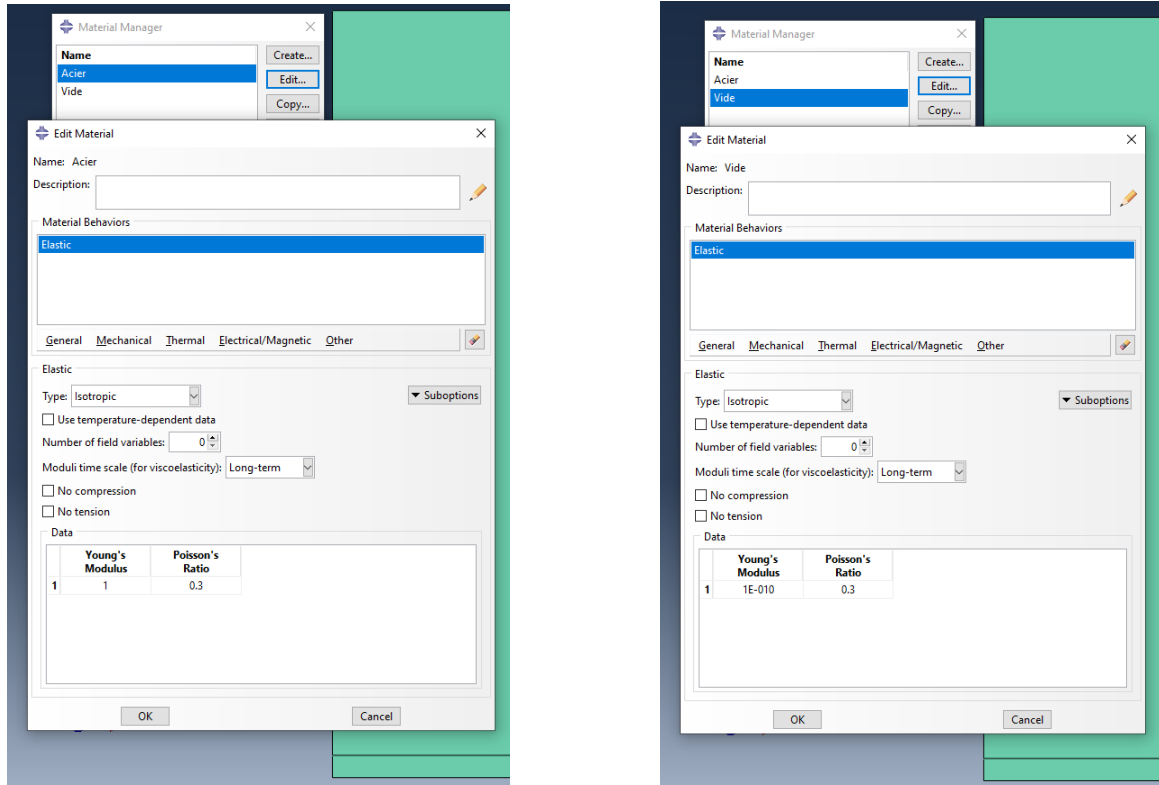 Material Manager
Name
Create...
Acier
Edit...
Vide
Copy...
Edit Material
Name: Acier
Description:
Material Behaviors
Elastic
General Mechanical Thermal Electrical/Magnetic Other
Elastic
Type: Isotropic
Suboptions
Use temperature-dependent data
Number of field variables: 0
Moduli time scale (for viscoelasticity): Long-term
No compression
No tension
Data
Young's Modulus
Poisson's Ratio
1 1 0.3
OK Cancel
Material Manager
Name
Create...
Acier
Edit...
Vide
Copy...
Edit Material
Name: Vide
Description:
Material Behaviors
Elastic
General Mechanical Thermal Electrical/Magnetic Other
Elastic
Type: Isotropic
Suboptions
Use temperature-dependent data
Number of field variables: 0
Moduli time scale (for viscoelasticity): Long-term
No compression
No tension
Data
Young's Modulus
Poisson's Ratio
1 1E-010 0.3
OK Cancel